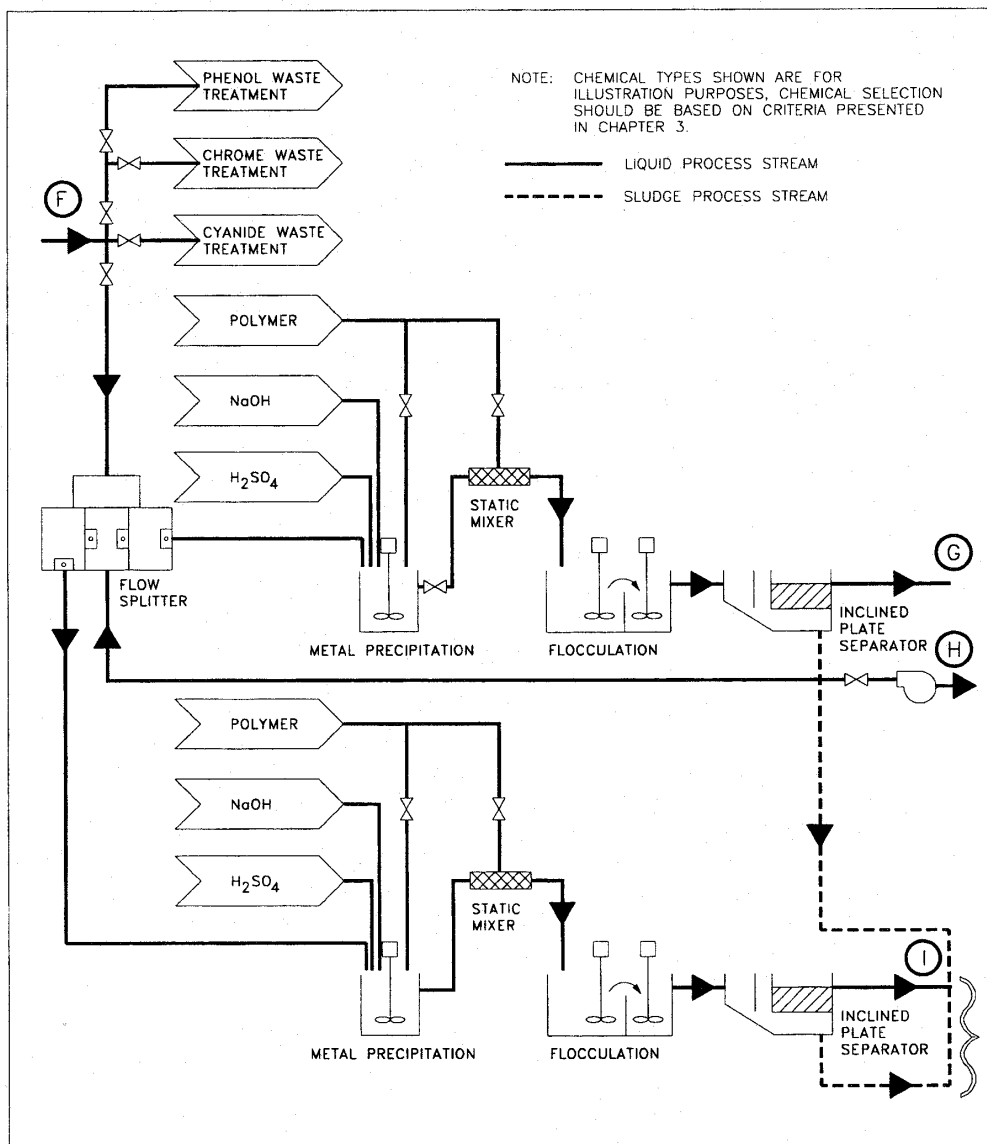 PHENOL WASTE
TREATMENT
CHROME WASTE
TREATMENT
CYANIDE WASTE
TREATMENT
F
NOTE: CHEMICAL TYPES SHOWN ARE FOR
ILLUSTRATION PURPOSES, CHEMICAL SELECTION
SHOULD BE BASED ON CRITERIA PRESENTED
IN CHAPTER 3.
LIQUID PROCESS STREAM
SLUDGE PROCESS STREAM
POLYMER
NaOH
H2SO4
STATIC
MIXER
FLOW
SPLITTER
METAL PRECIPITATION
FLOCCULATION
G
INCLINED
PLATE
SEPARATOR
H
POLYMER
NaOH
H2SO4
STATIC
MIXER
METAL PRECIPITATION
FLOCCULATION
I
INCLINED
PLATE
SEPARATOR